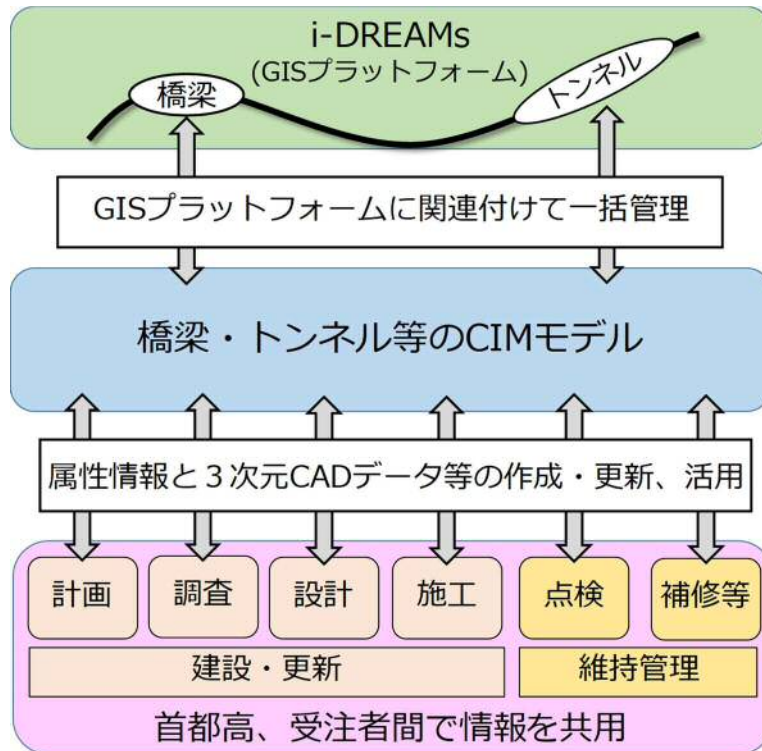 i-DREAMs
(GISプラットフォーム)
橋梁
トンネル
GISプラットフォームに関連付けて一括管理
橋梁・トンネル等のCIMモデル
属性情報と３次元CADデータ等の作成・更新、活用
計画
調査
設計
施工
点検
補修等
建設・更新
維持管理
首都高、受注者間で情報を共用